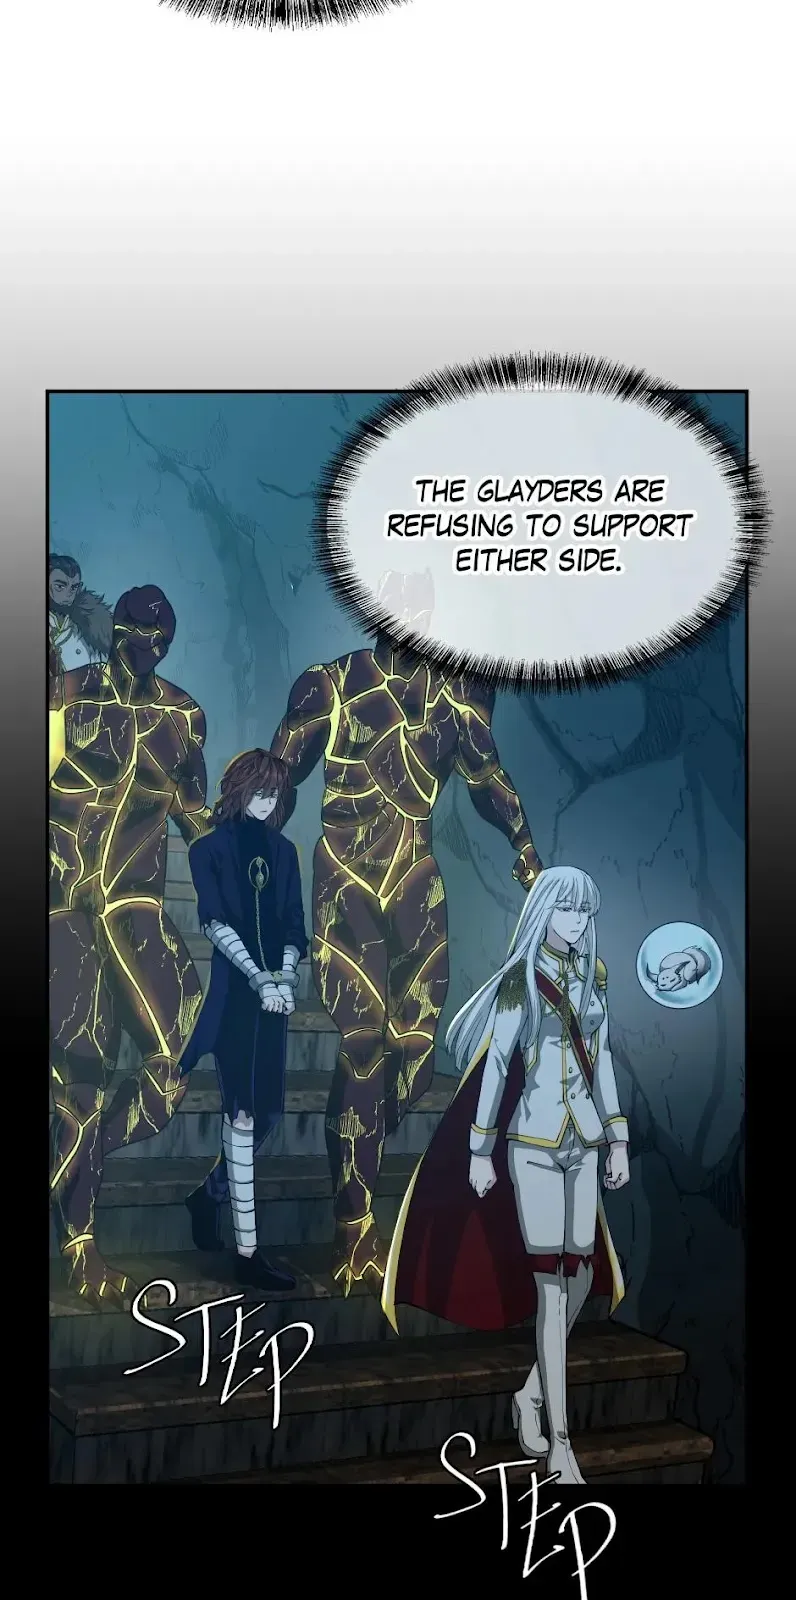 THE GLAYDERS ARE
REFUSING TO SUPPORT
EITHER SIDE.
STEP
STEP